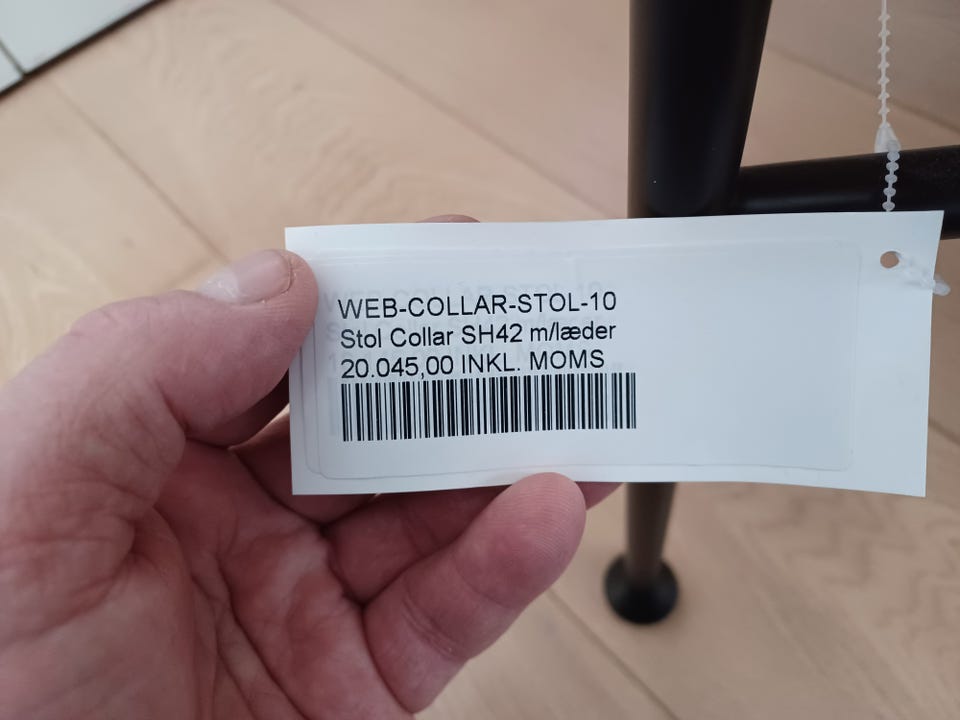 WEB-COLLAR-STOL-10
Stol Collar SH42 m/læder
20.045,00 INKL. MOMS